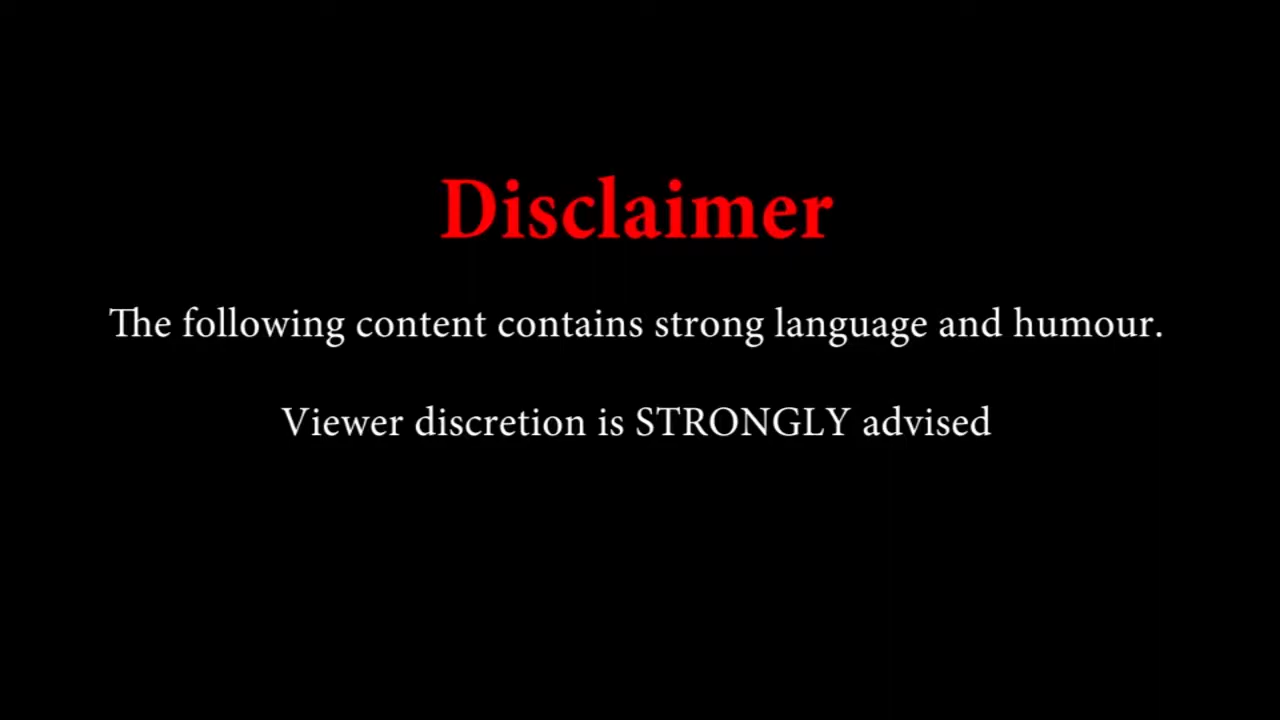 Disclaimer
The following content contains strong language and humour.
Viewer discretion is STRONGLY advised